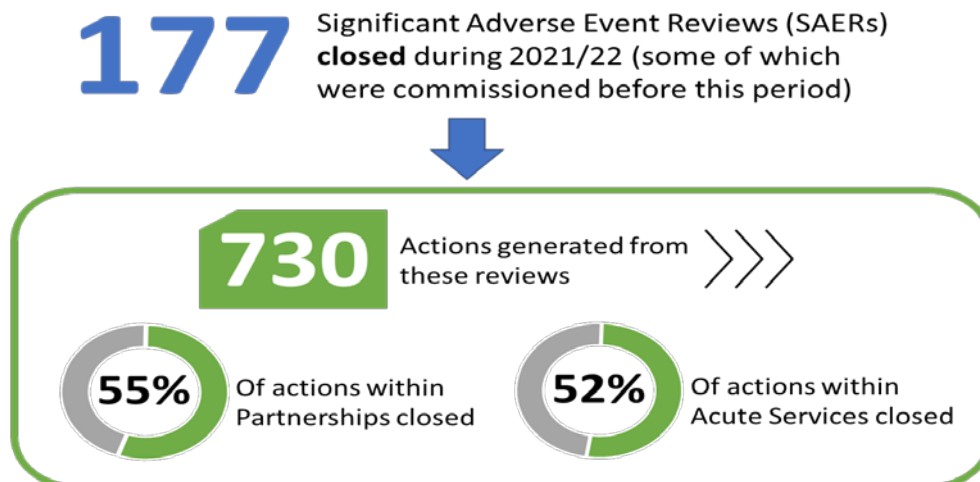 177
Significant Adverse Event Reviews (SAERs)
closed during 2021/22 (some of which
were commissioned before this period)
730
Actions generated from
these reviews
55%
Of actions within
Partnerships closed
52%
Of actions within
Acute Services closed